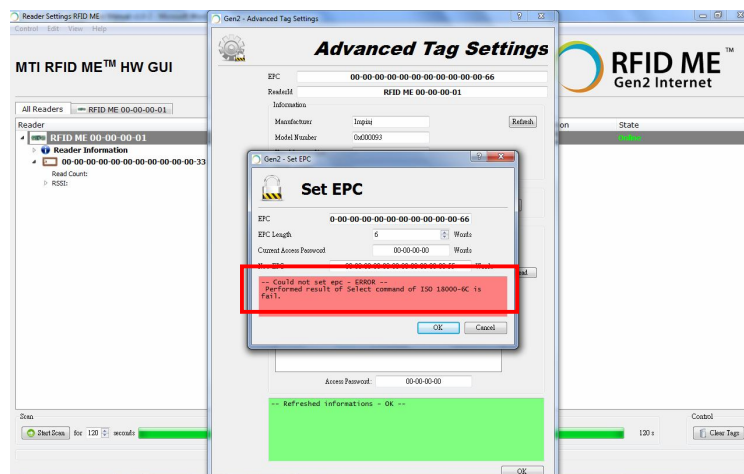 Reader Settings RFID ME
Control Edit View Help
MTI RFID ME™ HW GUI
RFID ME™
Gen2 Internet
All Readers
RFID ME 00-00-00-01
Reader
State
RFID ME 00-00-00-01
Online
Reader Information
00-00-00-00-00-00-00-00-00-00-00-33
Read Count:
RSSI:
Gen2 - Advanced Tag Settings
Advanced Tag Settings
EPC
00-00-00-00-00-00-00-00-00-00-00-66
ReaderId
RFID ME 00-00-00-01
Information
Manufacturer
Impinj
Refresh
Model Number
0x000093
Gen2 - Set EPC
Set EPC
EPC
0-00-00-00-00-00-00-00-00-00-00-66
EPC Length
6
Words
Current Access Password
00-00-00-00
Words
-- Could not set epc - ERROR --
Performed result of Select command of ISO 18000-6C is
fail.
OK
Cancel
Access Password:
00-00-00-00
-- Refreshed informations - OK --
OK
Scan
Start Scan
for
120
seconds
120 s
Control
Clear Tags